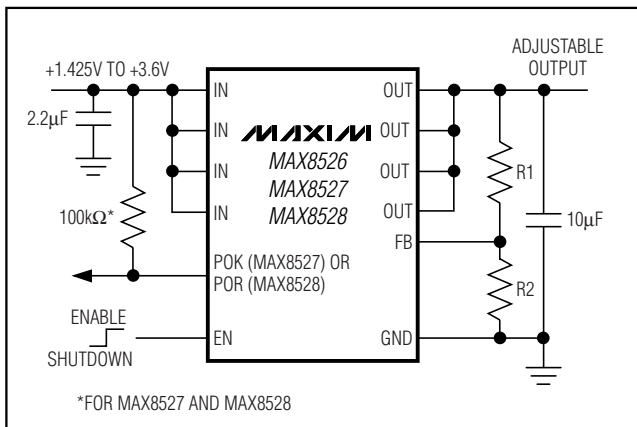 +1.425V TO +3.6V
ADJUSTABLE
OUTPUT
2.2µF
IN
OUT
IN
MAXIM
OUT
IN
MAX8526
MAX8527
MAX8528
OUT
IN
OUT
R1
10µF
100kΩ*
FB
POK (MAX8527) OR
POR (MAX8528)
R2
ENABLE
SHUTDOWN
EN
GND
*FOR MAX8527 AND MAX8528